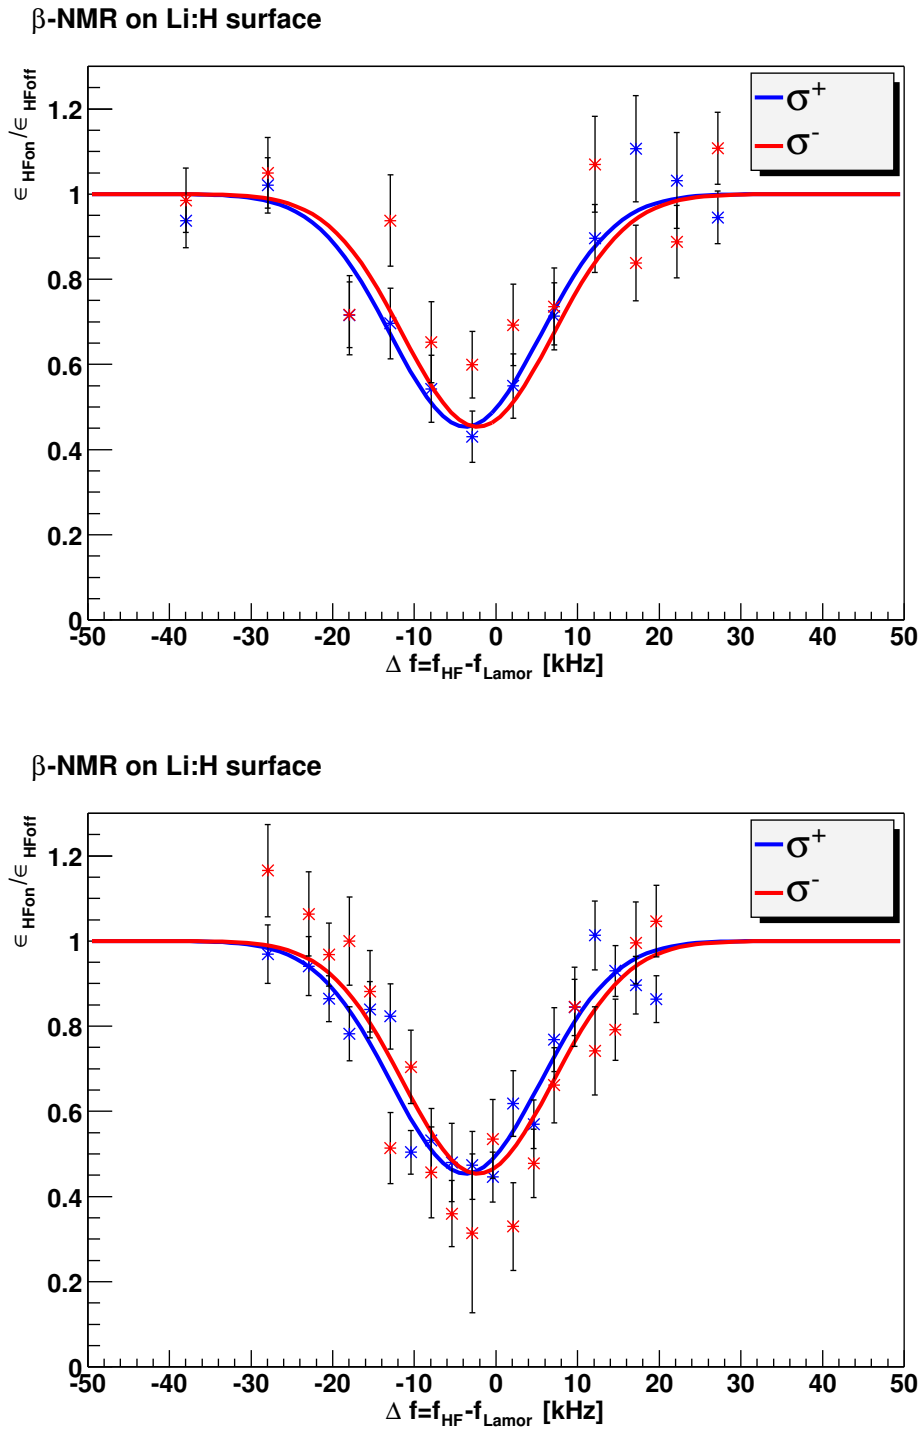 β-NMR on Li:H surface
∈ HFon/∈ HFoff
1.2
1
0.8
0.6
0.4
0.2
0
σ+
σ-
-50 -40 -30 -20 -10 0 10 20 30 40 50
Δ f=fHF-fLamor [kHz]
β-NMR on Li:H surface
∈ HFon/∈ HFoff
1.2
1
0.8
0.6
0.4
0.2
0
σ+
σ-
-50 -40 -30 -20 -10 0 10 20 30 40 50
Δ f=fHF-fLamor [kHz]